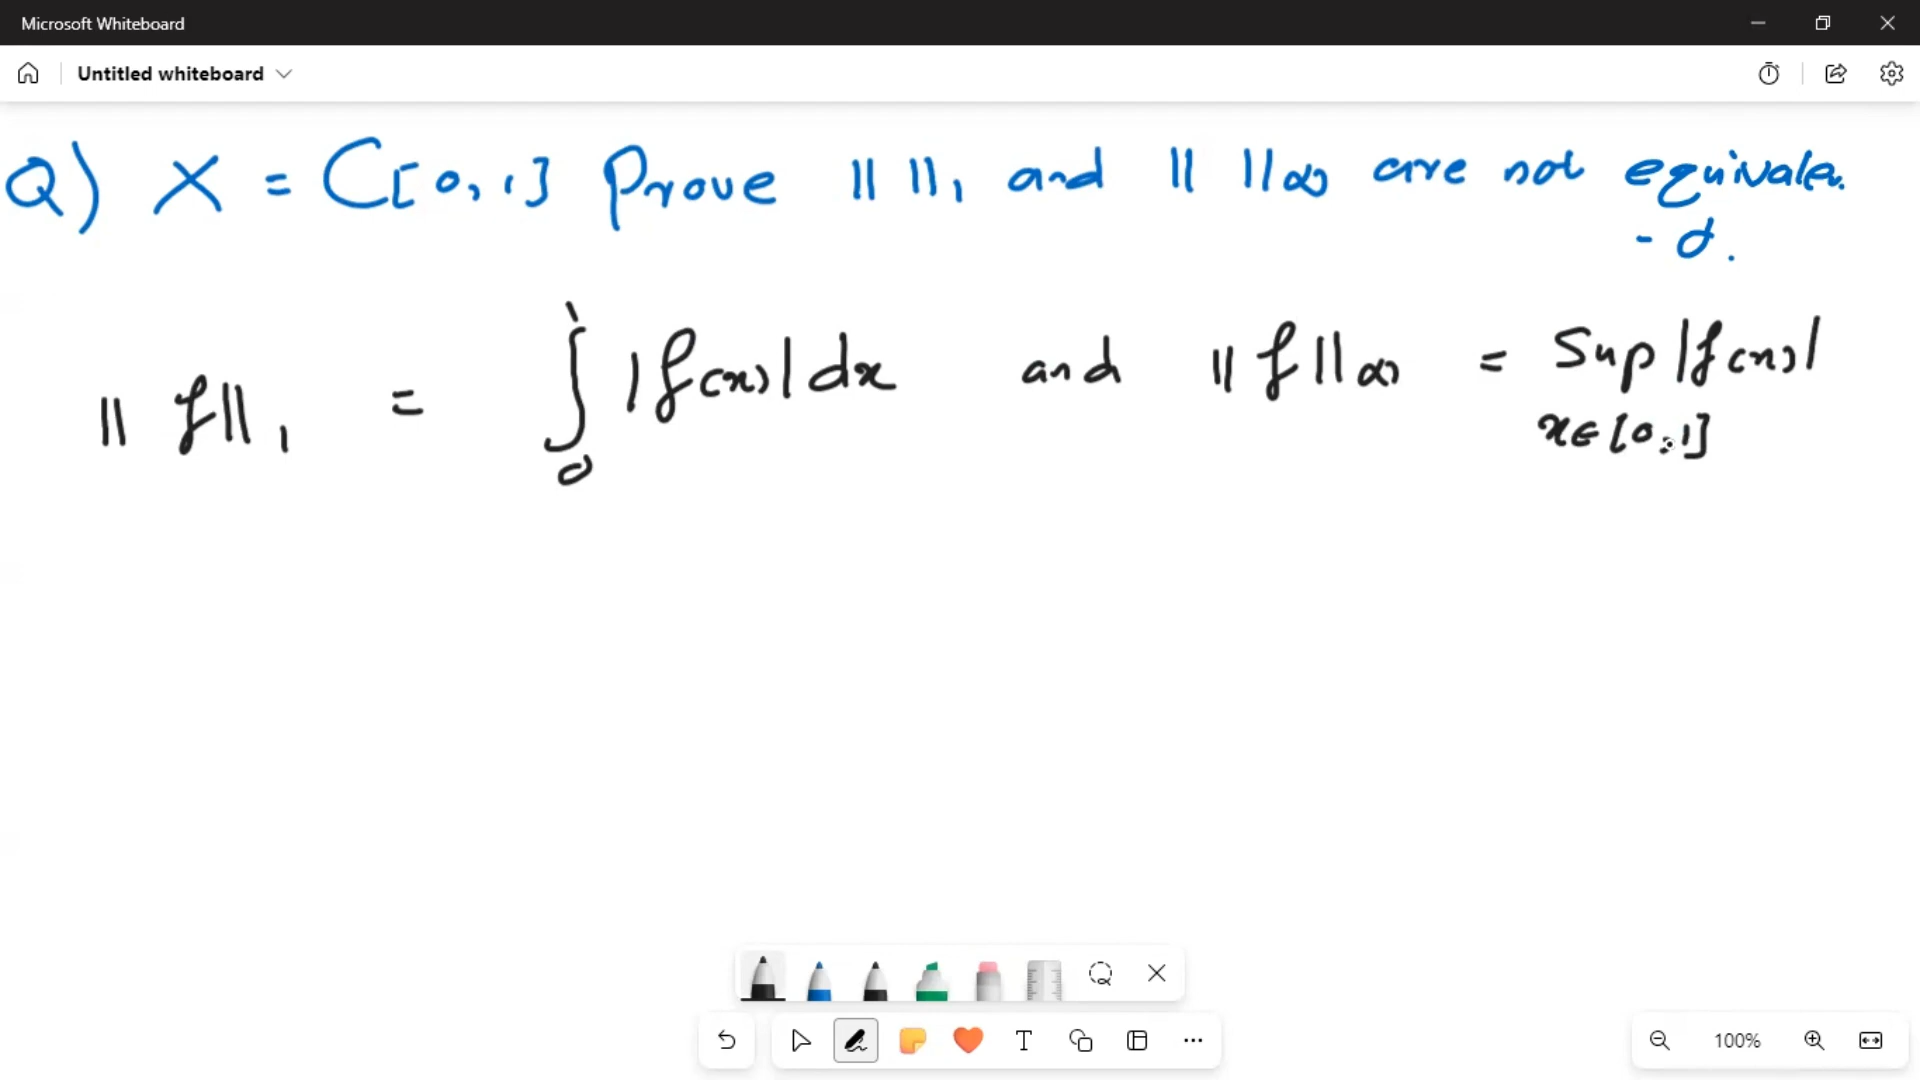 Microsoft Whiteboard
Untitled whiteboard
Q) X = C[0,1] Prove || ||₁ and || ||∞ are not equivalen
- t.
|| f ||₁ = ∫₀¹ |f(x)| dx and || f ||∞ = Sup |f(x)|
x∈[0,1]
100%